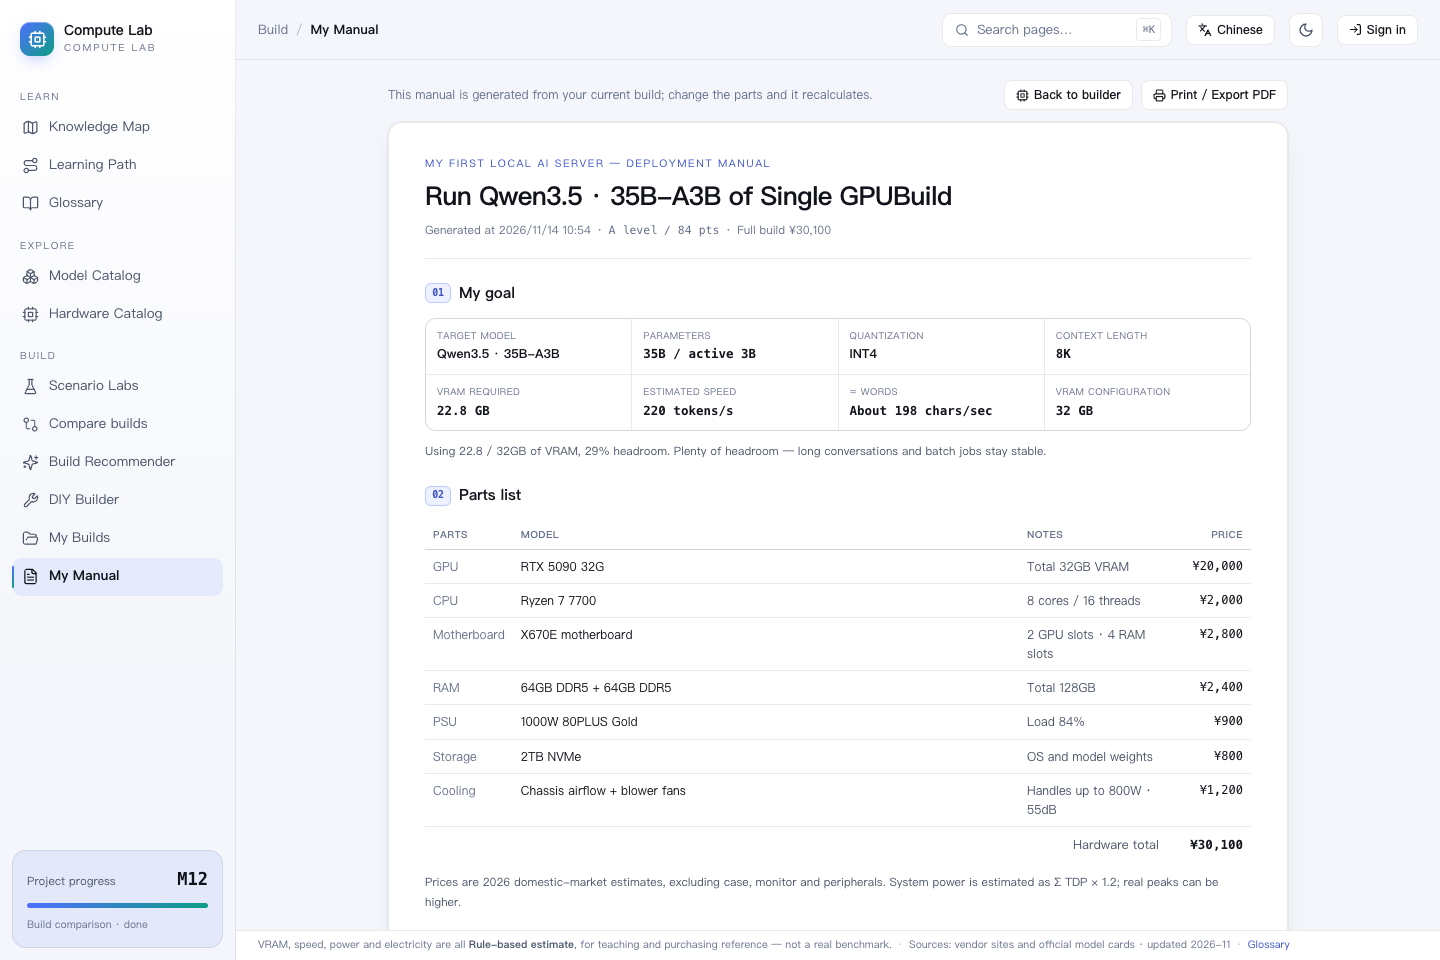 Compute Lab
COMPUTE LAB
LEARN
Knowledge Map
Learning Path
Glossary
EXPLORE
Model Catalog
Hardware Catalog
BUILD
Scenario Labs
Compare builds
Build Recommender
DIY Builder
My Builds
My Manual
Project progress M12
Build comparison · done
Build / My Manual
Search pages... ⌘K
Chinese
Sign in
This manual is generated from your current build; change the parts and it recalculates.
Back to builder
Print / Export PDF
MY FIRST LOCAL AI SERVER — DEPLOYMENT MANUAL
Run Qwen3.5 · 35B-A3B of Single GPUBuild
Generated at 2026/11/14 10:54 · A level / 84 pts · Full build ¥30,100
01 My goal
TARGET MODEL PARAMETERS QUANTIZATION CONTEXT LENGTH
Qwen3.5 · 35B-A3B 35B / active 3B INT4 8K
VRAM REQUIRED ESTIMATED SPEED ≈ WORDS VRAM CONFIGURATION
22.8 GB 220 tokens/s About 198 chars/sec 32 GB
Using 22.8 / 32GB of VRAM, 29% headroom. Plenty of headroom — long conversations and batch jobs stay stable.
02 Parts list
PARTS MODEL NOTES PRICE
GPU RTX 5090 32G Total 32GB VRAM ¥20,000
CPU Ryzen 7 7700 8 cores / 16 threads ¥2,000
Motherboard X670E motherboard 2 GPU slots · 4 RAM ¥2,800
slots
RAM 64GB DDR5 + 64GB DDR5 Total 128GB ¥2,400
PSU 1000W 80PLUS Gold Load 84% ¥900
Storage 2TB NVMe OS and model weights ¥800
Cooling Chassis airflow + blower fans Handles up to 800W · ¥1,200
55dB
Hardware total ¥30,100
Prices are 2026 domestic-market estimates, excluding case, monitor and peripherals. System power is estimated as Σ TDP × 1.2; real peaks can be
higher.
VRAM, speed, power and electricity are all Rule-based estimate, for teaching and purchasing reference — not a real benchmark. · Sources: vendor sites and official model cards · updated 2026-11 · Glossary